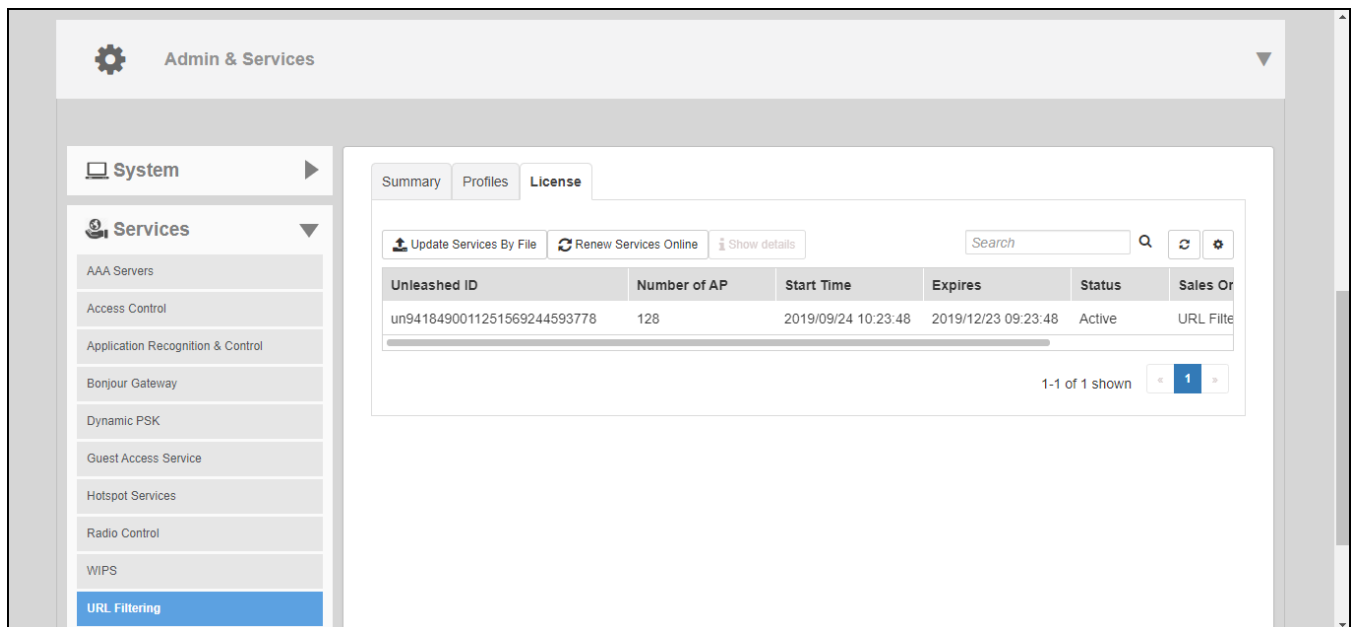 Admin & Services
System
Services
AAA Servers
Access Control
Application Recognition & Control
Bonjour Gateway
Dynamic PSK
Guest Access Service
Hotspot Services
Radio Control
WIPS
URL Filtering
Summary Profiles License
Update Services By File Renew Services Online Show details Search
Unleashed ID Number of AP Start Time Expires Status Sales Or
un9418490011251569244593778 128 2019/09/24 10:23:48 2019/12/23 09:23:48 Active URL Filte
1-1 of 1 shown « 1 »